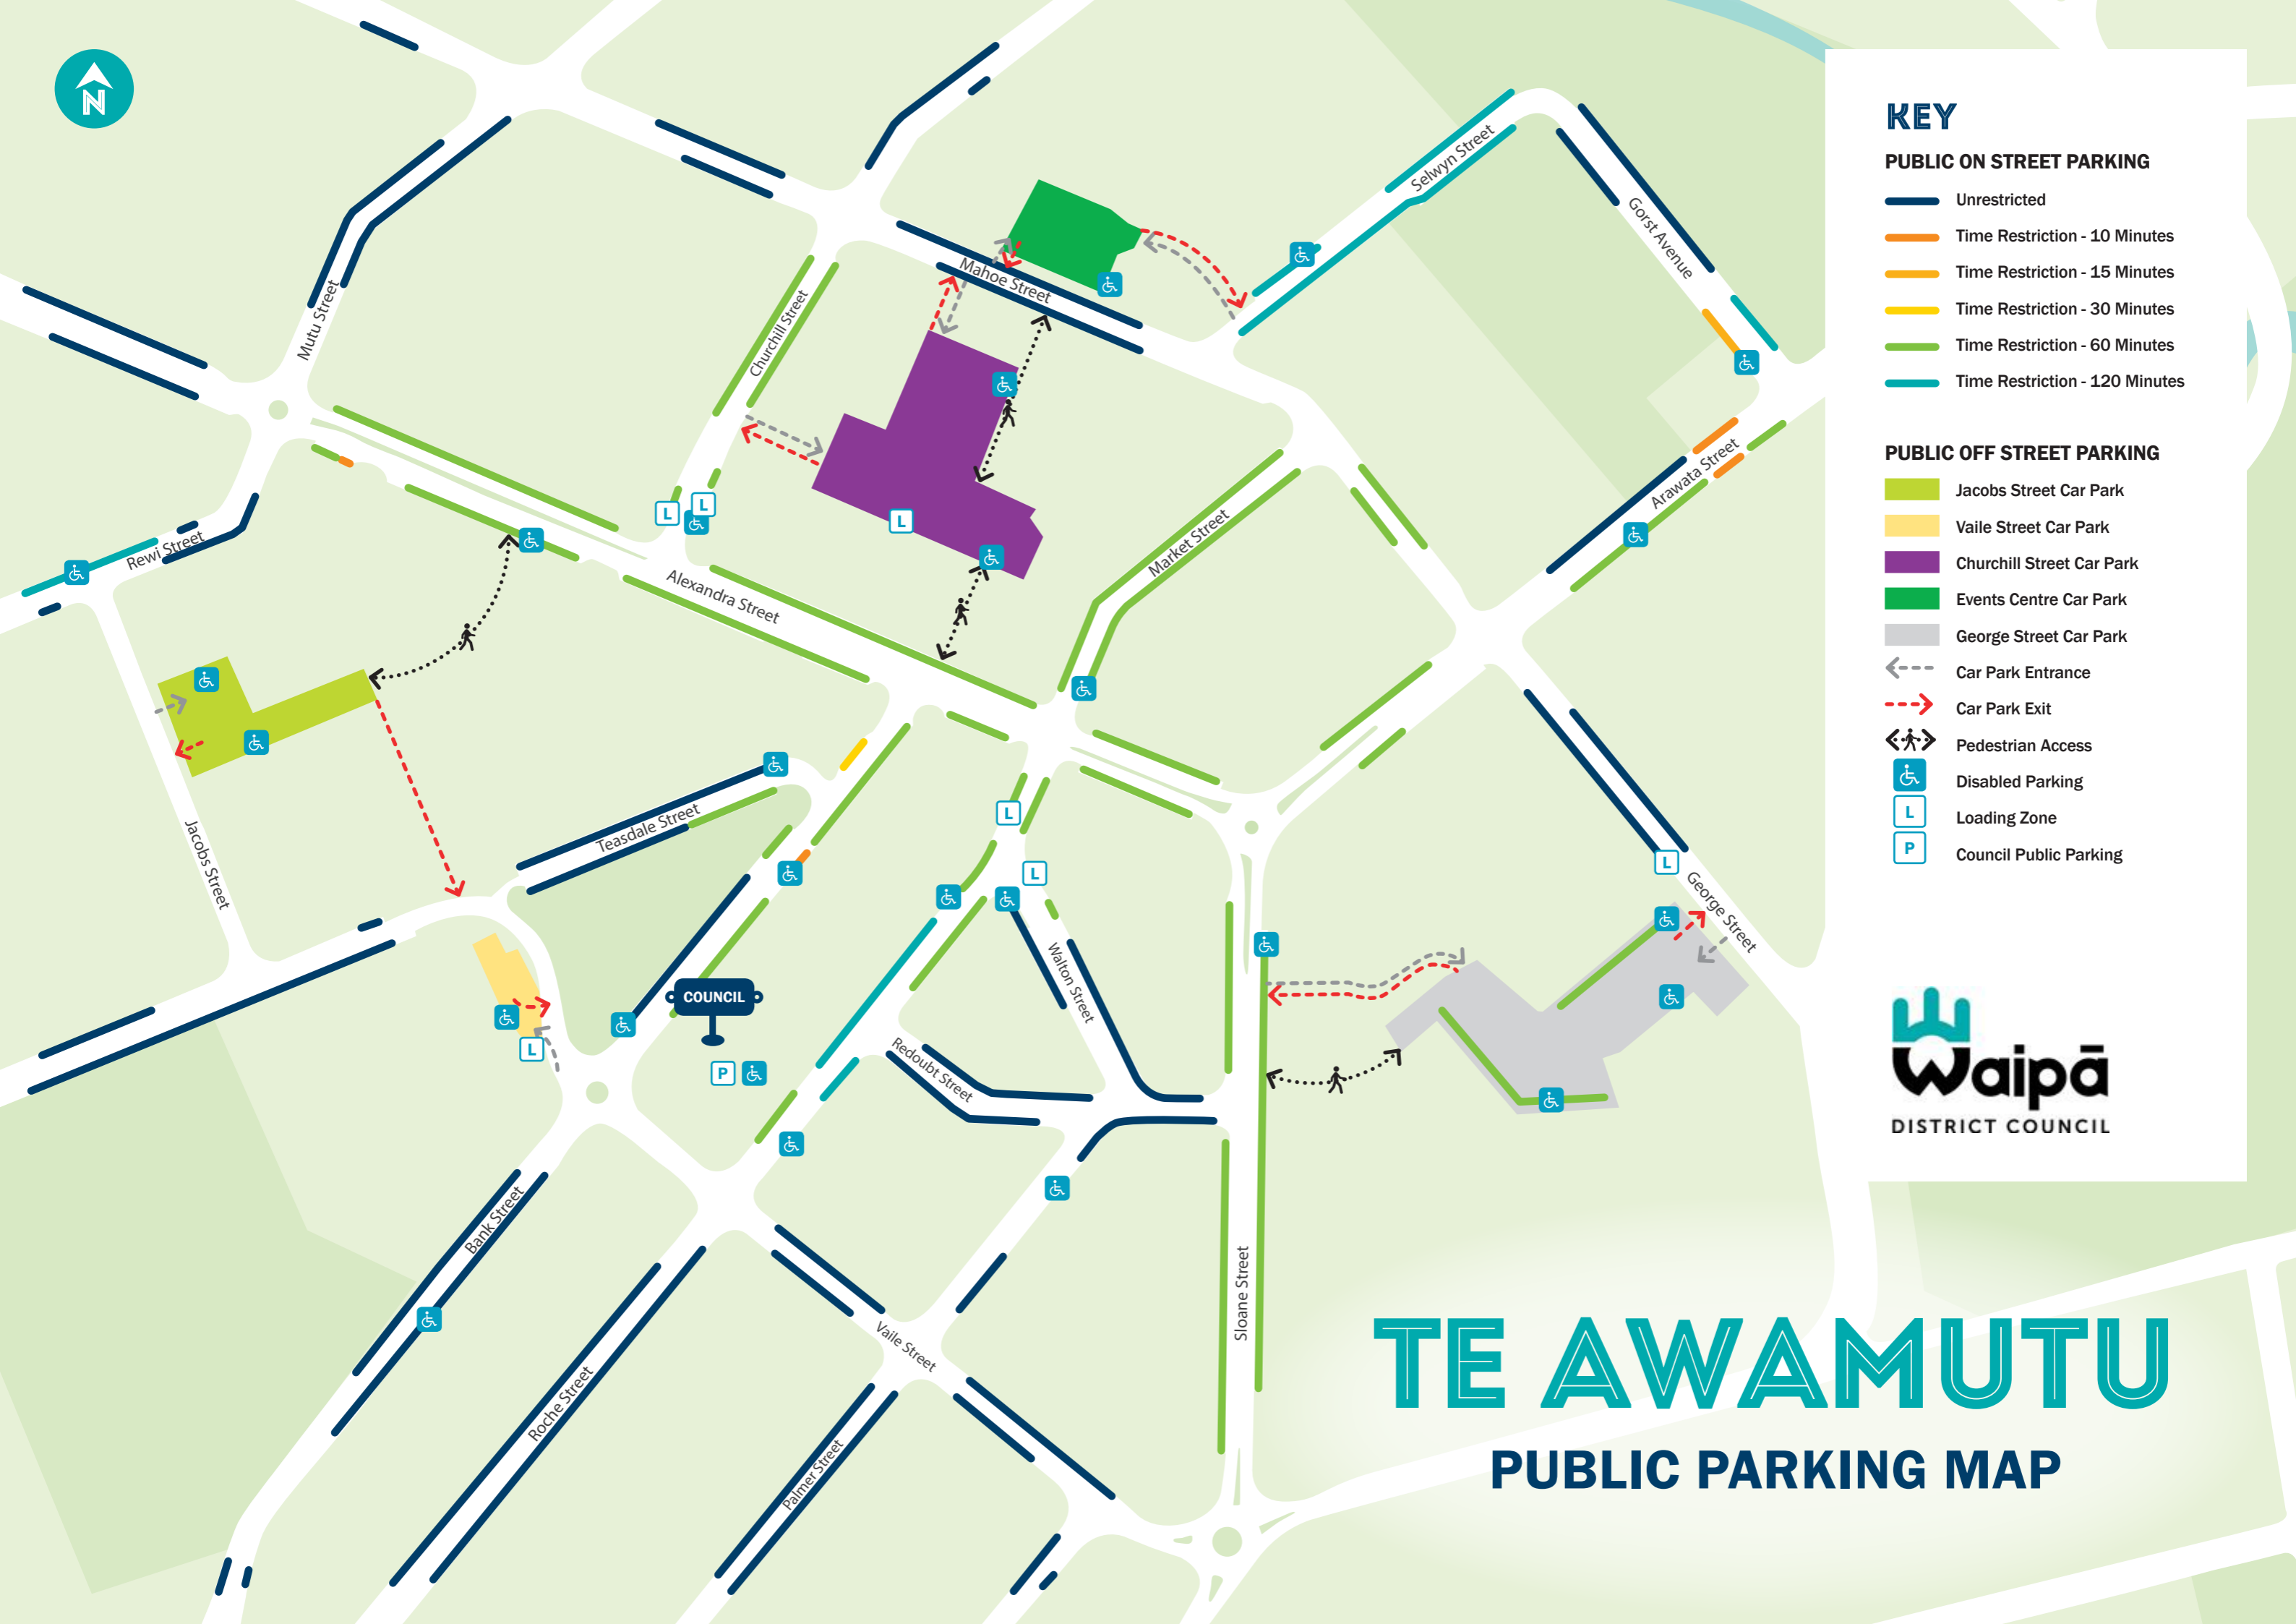 N
KEY
PUBLIC ON STREET PARKING
Unrestricted
Time Restriction - 10 Minutes
Time Restriction - 15 Minutes
Time Restriction - 30 Minutes
Time Restriction - 60 Minutes
Time Restriction - 120 Minutes
PUBLIC OFF STREET PARKING
Jacobs Street Car Park
Vaile Street Car Park
Churchill Street Car Park
Events Centre Car Park
George Street Car Park
Car Park Entrance
Car Park Exit
Pedestrian Access
Disabled Parking
L
Loading Zone
P
Council Public Parking
Waipā
DISTRICT COUNCIL
Selwyn Street
Gorst Avenue
Mahoe Street
Churchill Street
Mutu Street
Arawata Street
L
L
L
Market Street
Rewi Street
Alexandra Street
Teasdale Street
L
Jacobs Street
L
L
George Street
Walton Street
COUNCIL
L
P
Redoubt Street
Bank Street
Sloane Street
Vaile Street
Roche Street
Palmer Street
TE AWAMUTU
PUBLIC PARKING MAP